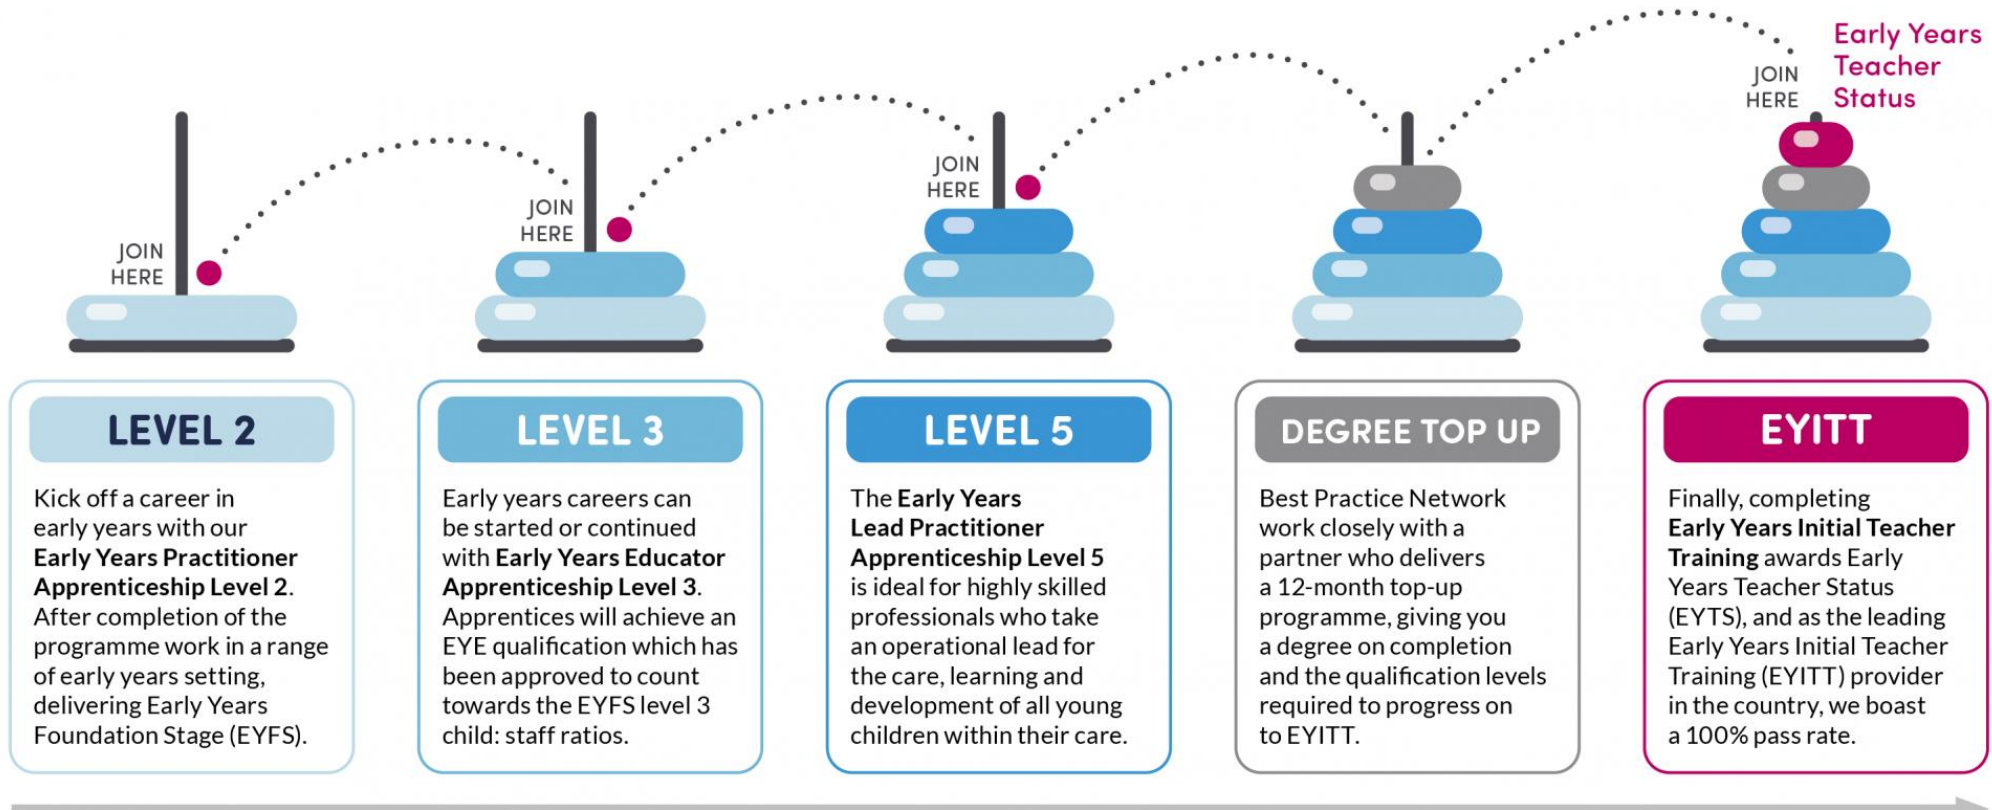 Early Years
Teacher
Status
JOIN
HERE
JOIN
HERE
JOIN
HERE
JOIN
HERE
LEVEL 2
Kick off a career in
early years with our
Early Years Practitioner
Apprenticeship Level 2.
After completion of the
programme work in a range
of early years setting,
delivering Early Years
Foundation Stage (EYFS).
LEVEL 3
Early years careers can
be started or continued
with Early Years Educator
Apprenticeship Level 3.
Apprentices will achieve an
EYE qualification which has
been approved to count
towards the EYFS level 3
child: staff ratios.
LEVEL 5
The Early Years
Lead Practitioner
Apprenticeship Level 5
is ideal for highly skilled
professionals who take
an operational lead for
the care, learning and
development of all young
children within their care.
DEGREE TOP UP
Best Practice Network
work closely with a
partner who delivers
a 12-month top-up
programme, giving you
a degree on completion
and the qualification levels
required to progress on
to EYITT.
EYITT
Finally, completing
Early Years Initial Teacher
Training awards Early
Years Teacher Status
(EYTS), and as the leading
Early Years Initial Teacher
Training (EYITT) provider
in the country, we boast
a 100% pass rate.